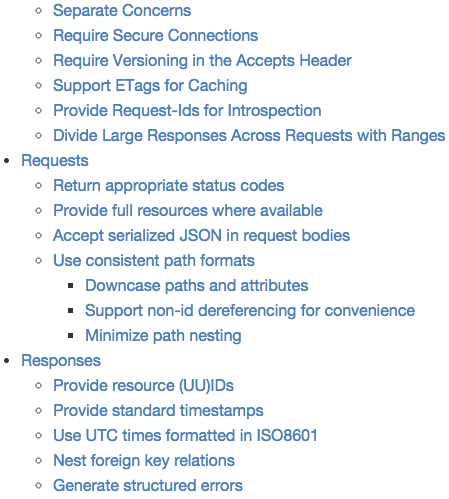 Separate Concerns
Require Secure Connections
Require Versioning in the Accepts Header
Support ETags for Caching
Provide Request-Ids for Introspection
Divide Large Responses Across Requests with Ranges
Requests
Return appropriate status codes
Provide full resources where available
Accept serialized JSON in request bodies
Use consistent path formats
Downcase paths and attributes
Support non-id dereferencing for convenience
Minimize path nesting
Responses
Provide resource (UU)IDs
Provide standard timestamps
Use UTC times formatted in ISO8601
Nest foreign key relations
Generate structured errors